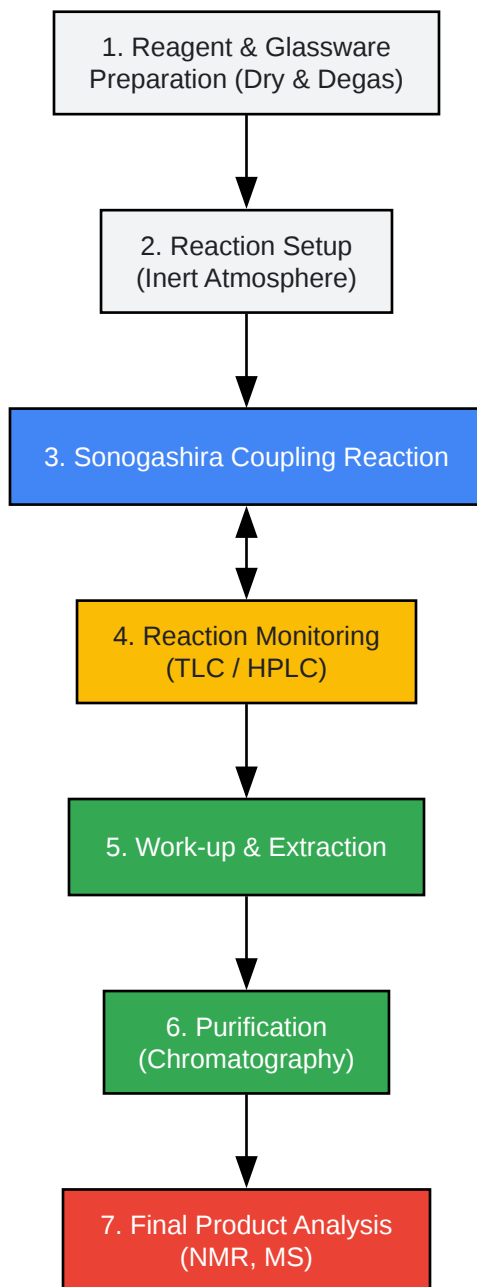 1. Reagent & Glassware
Preparation (Dry & Degas)
2. Reaction Setup
(Inert Atmosphere)
3. Sonogashira Coupling Reaction
4. Reaction Monitoring
(TLC / HPLC)
5. Work-up & Extraction
6. Purification
(Chromatography)
7. Final Product Analysis
(NMR, MS)